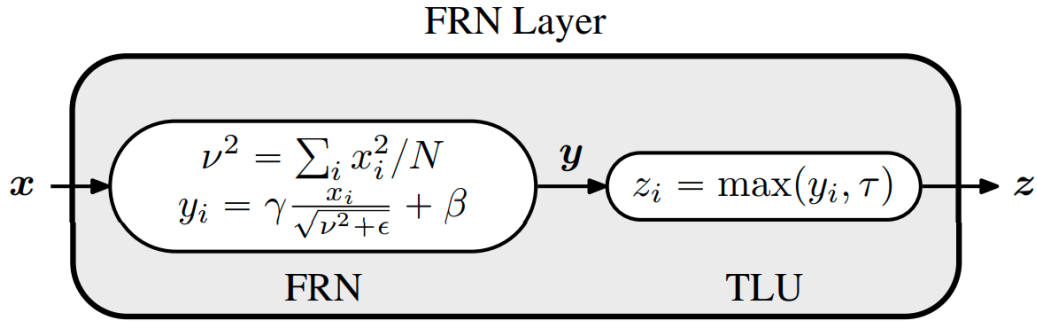 FRN Layer
x
ν² = ∑ᵢ xᵢ²/N
yᵢ = γ xᵢ/√(ν²+ϵ) + β
y
zᵢ = max(yᵢ, τ)
z
FRN
TLU